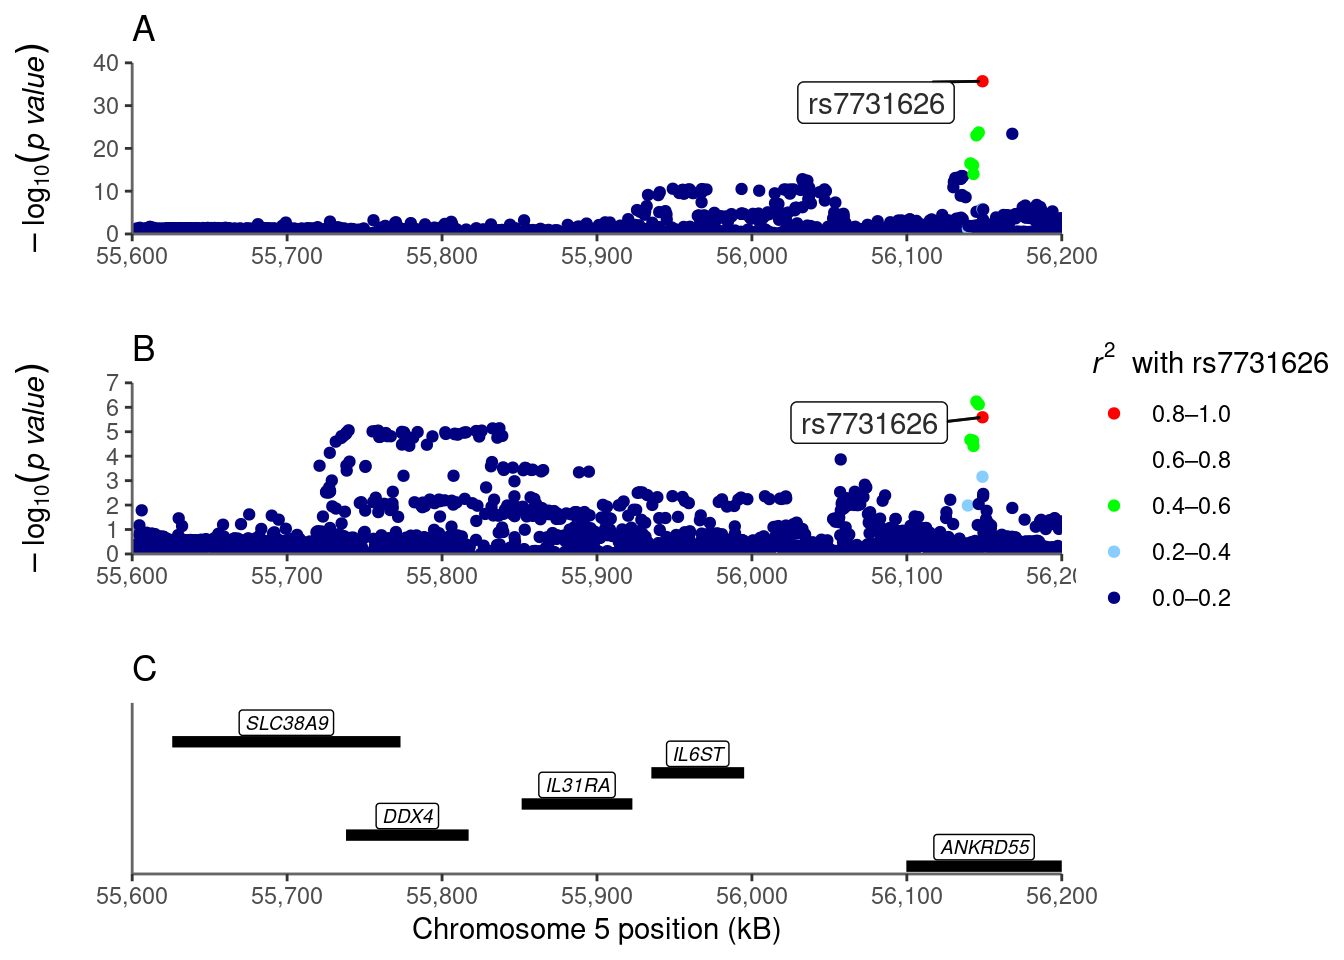 A
− log10(p value)
40
30
20
10
0
55,600 55,700 55,800 55,900 56,000 56,100 56,200
rs7731626
B
− log10(p value)
7
6
5
4
3
2
1
0
55,600 55,700 55,800 55,900 56,000 56,100 56,20
rs7731626
r2 with rs7731626
0.8–1.0
0.6–0.8
0.4–0.6
0.2–0.4
0.0–0.2
C
SLC38A9
IL6ST
IL31RA
DDX4
ANKRD55
55,600 55,700 55,800 55,900 56,000 56,100 56,200
Chromosome 5 position (kB)